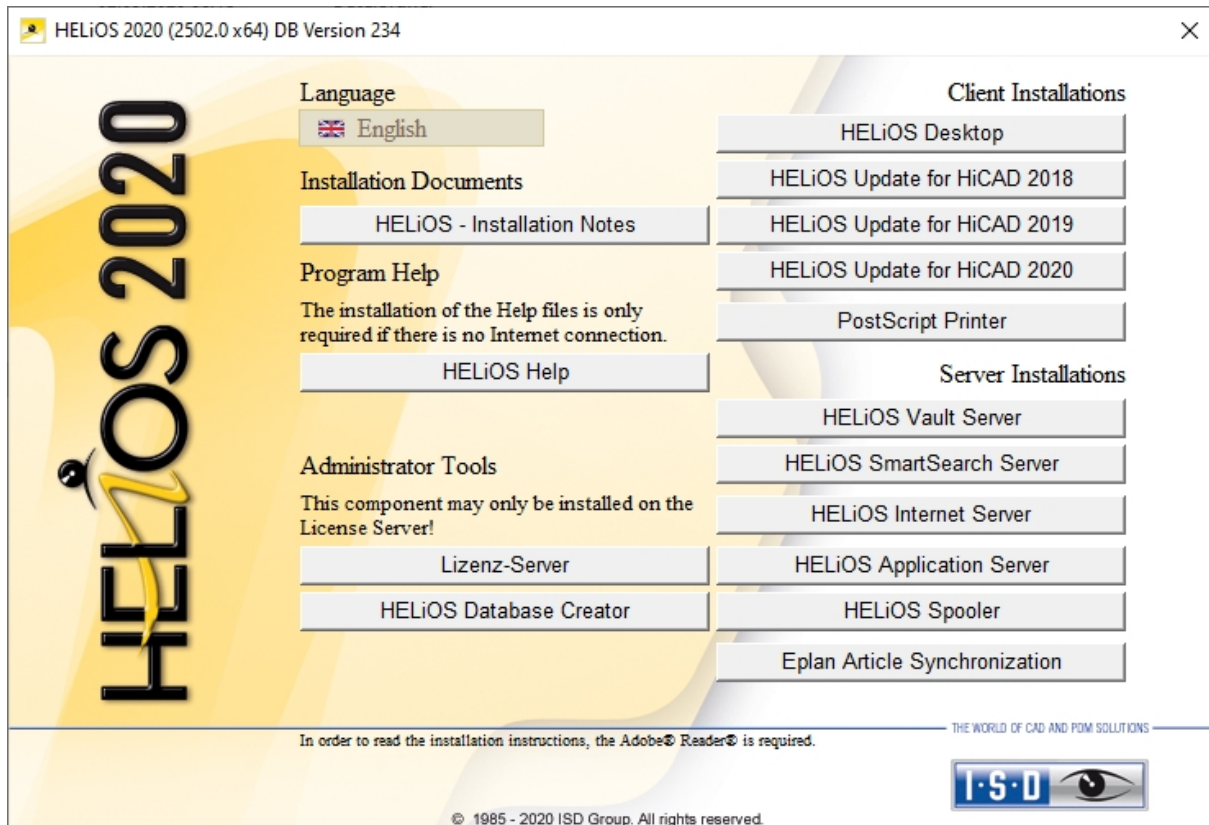 HELiOS 2020 (2502.0 x64) DB Version 234
HELiOS 2020
Language
English
Installation Documents
HELiOS - Installation Notes
Program Help
The installation of the Help files is only
required if there is no Internet connection.
HELiOS Help
Administrator Tools
This component may only be installed on the
License Server!
Lizenz-Server
HELiOS Database Creator
Client Installations
HELiOS Desktop
HELiOS Update for HiCAD 2018
HELiOS Update for HiCAD 2019
HELiOS Update for HiCAD 2020
PostScript Printer
Server Installations
HELiOS Vault Server
HELiOS SmartSearch Server
HELiOS Internet Server
HELiOS Application Server
HELiOS Spooler
Eplan Article Synchronization
THE WORLD OF CAD AND PDM SOLUTIONS
In order to read the installation instructions, the Adobe® Reader® is required.
I·S·D
© 1985 - 2020 ISD Group. All rights reserved.